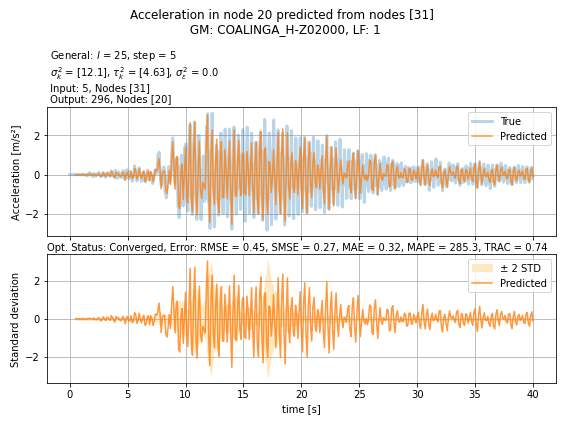 Acceleration in node 20 predicted from nodes [31]
GM: COALINGA_H-Z02000, LF: 1
General: l = 25, step = 5
σ²ₖ = [12.1], τ²ₖ = [4.63], σ²ε = 0.0
Input: 5, Nodes [31]
Output: 296, Nodes [20]
Acceleration [m/s²]
2
0
−2
True
Predicted
Opt. Status: Converged, Error: RMSE = 0.45, SMSE = 0.27, MAE = 0.32, MAPE = 285.3, TRAC = 0.74
Standard deviation
2
0
−2
± 2 STD
Predicted
0 5 10 15 20 25 30 35 40
time [s]